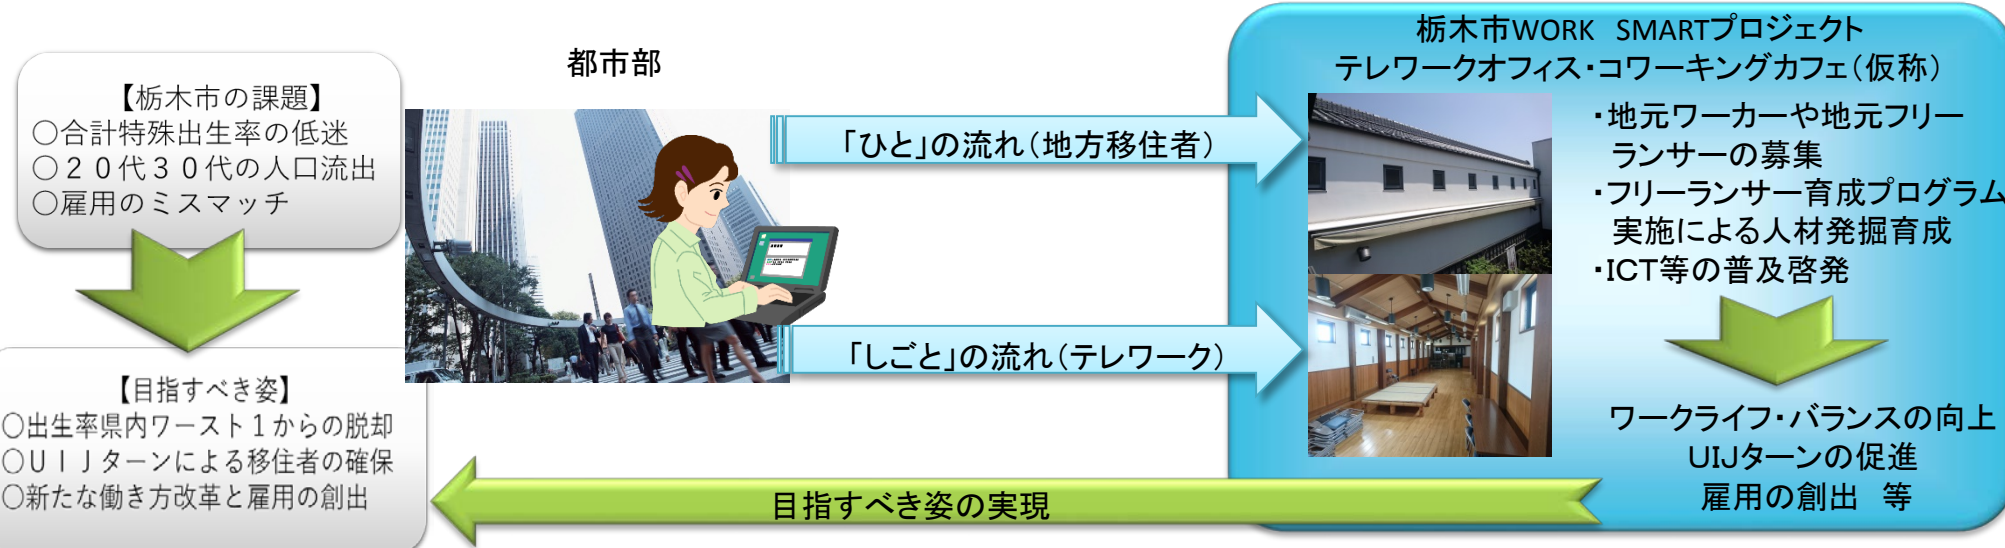 【栃木市の課題】
○合計特殊出生率の低迷
○２０代３０代の人口流出
○雇用のミスマッチ
【目指すべき姿】
○出生率県内ワースト１からの脱却
○ＵＩＪターンによる移住者の確保
○新たな働き方改革と雇用の創出
都市部
「ひと」の流れ（地方移住者）
「しごと」の流れ（テレワーク）
栃木市WORK　SMARTプロジェクト
テレワークオフィス・コワーキングカフェ（仮称）
・地元ワーカーや地元フリー
ランサーの募集
・フリーランサー育成プログラム
実施による人材発掘育成
・ICT等の普及啓発
ワークライフ・バランスの向上
UIJターンの促進
雇用の創出　等
目指すべき姿の実現